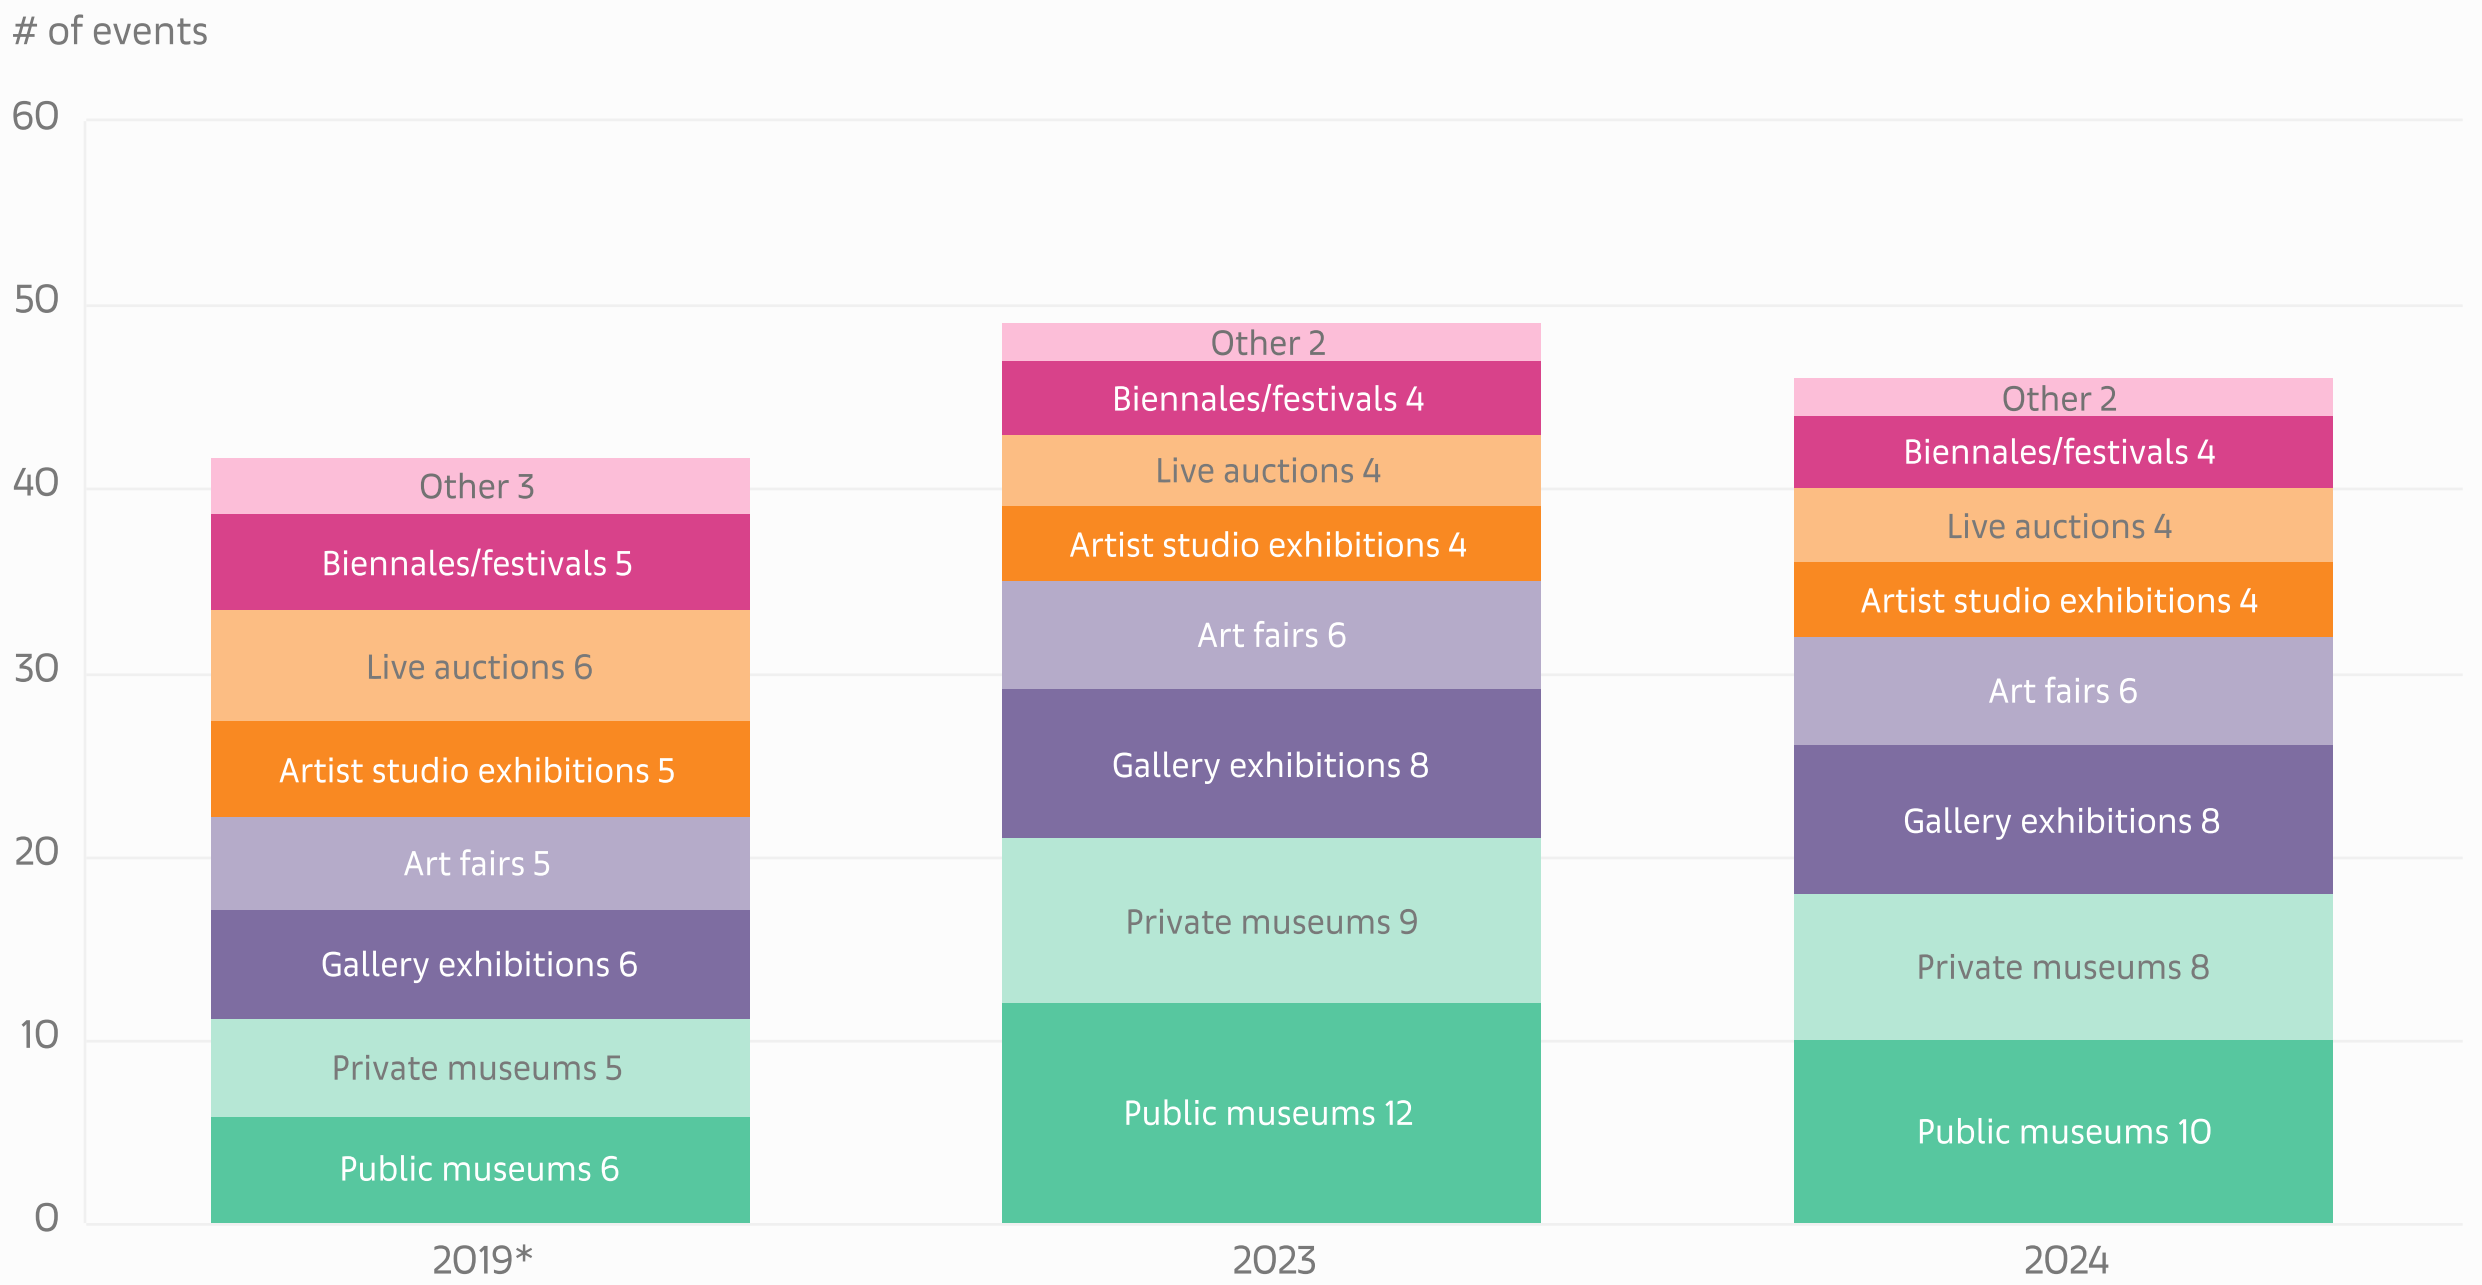 # of events
60
50
40
30
20
10
0
Other 3
Biennales/festivals 5
Live auctions 6
Artist studio exhibitions 5
Art fairs 5
Gallery exhibitions 6
Private museums 5
Public museums 6
2019*
Other 2
Biennales/festivals 4
Live auctions 4
Artist studio exhibitions 4
Art fairs 6
Gallery exhibitions 8
Private museums 9
Public museums 12
2023
Other 2
Biennales/festivals 4
Live auctions 4
Artist studio exhibitions 4
Art fairs 6
Gallery exhibitions 8
Private museums 8
Public museums 10
2024